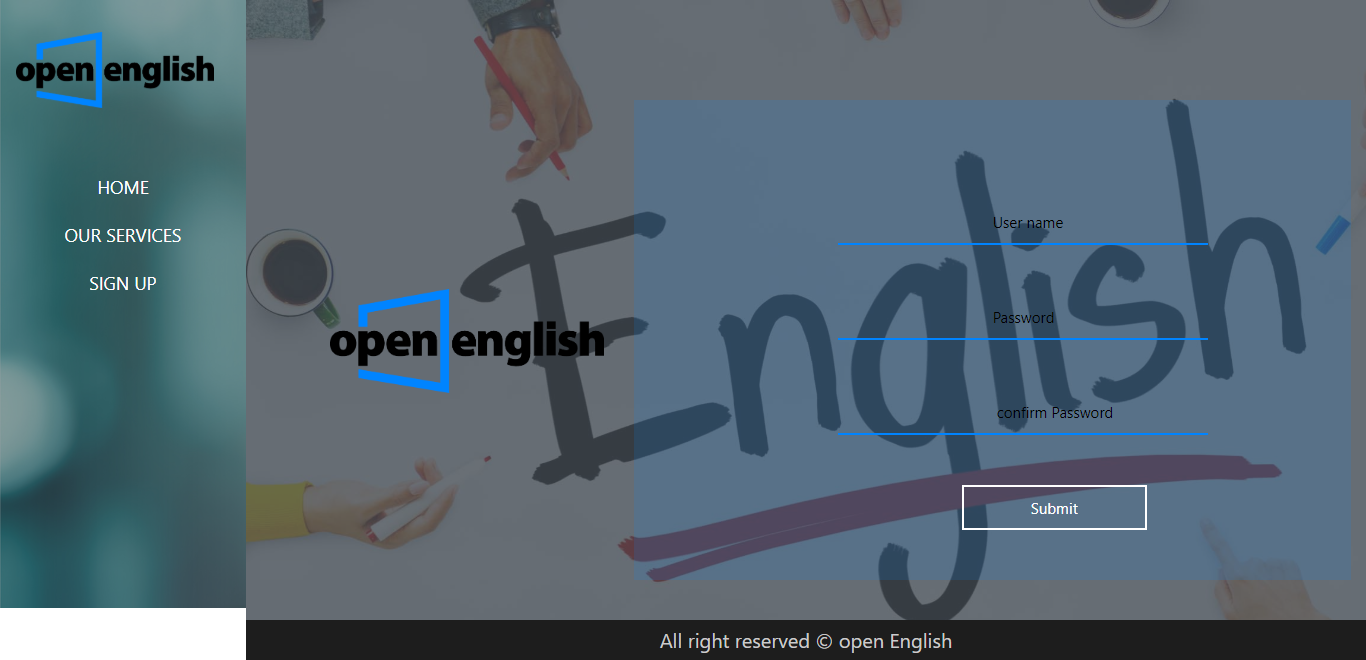 open english
HOME
OUR SERVICES
SIGN UP
open english
English
User name
Password
confirm Password
Submit
All right reserved © open English